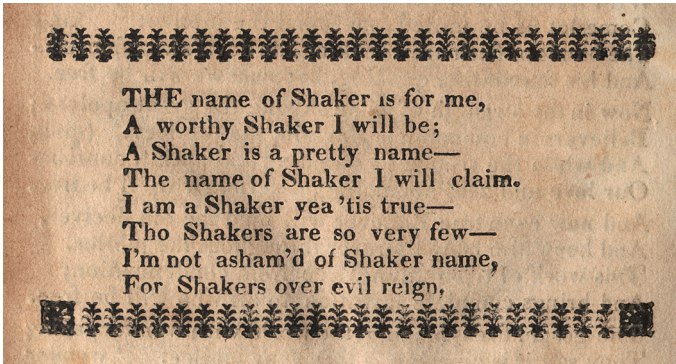 THE name of Shaker is for me,
A worthy Shaker I will be;
A Shaker is a pretty name—
The name of Shaker I will claim.
I am a Shaker yea 'tis true—
Tho Shakers are so very few—
I'm not asham'd of Shaker name,
For Shakers over evil reign.